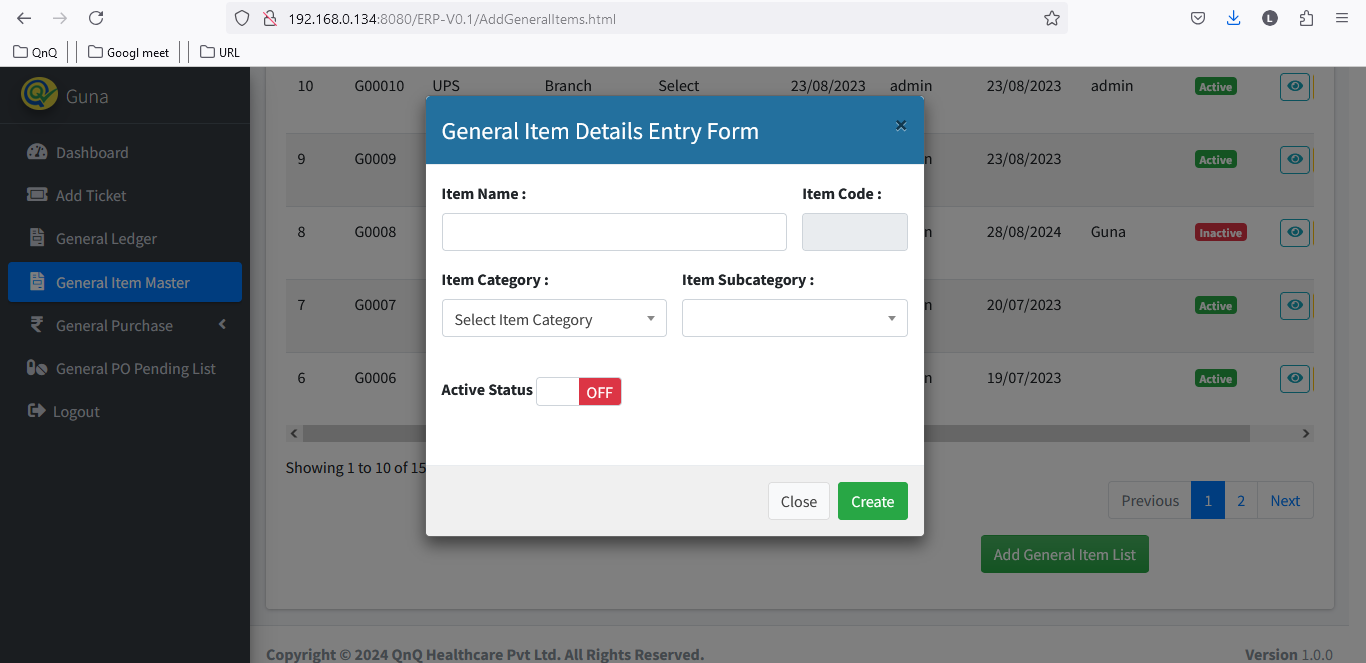 192.168.0.134:8080/ERP-V0.1/AddGeneralItems.html
L
QnQ Googl meet URL
Guna
Dashboard
Add Ticket
General Ledger
General Item Master
General Purchase
General PO Pending List
Logout
10 G00010 UPS Branch Select 23/08/2023 admin 23/08/2023 admin Active
9 G0009 23/08/2023 Active
8 G0008 28/08/2024 Guna Inactive
7 G0007 20/07/2023 Active
6 G0006 19/07/2023 Active
General Item Details Entry Form ×
Item Name : Item Code :
Item Category : Item Subcategory :
Select Item Category
Active Status OFF
Close Create
Showing 1 to 10 of 15
Previous 1 2 Next
Add General Item List
Copyright © 2024 QnQ Healthcare Pvt Ltd. All Rights Reserved. Version 1.0.0